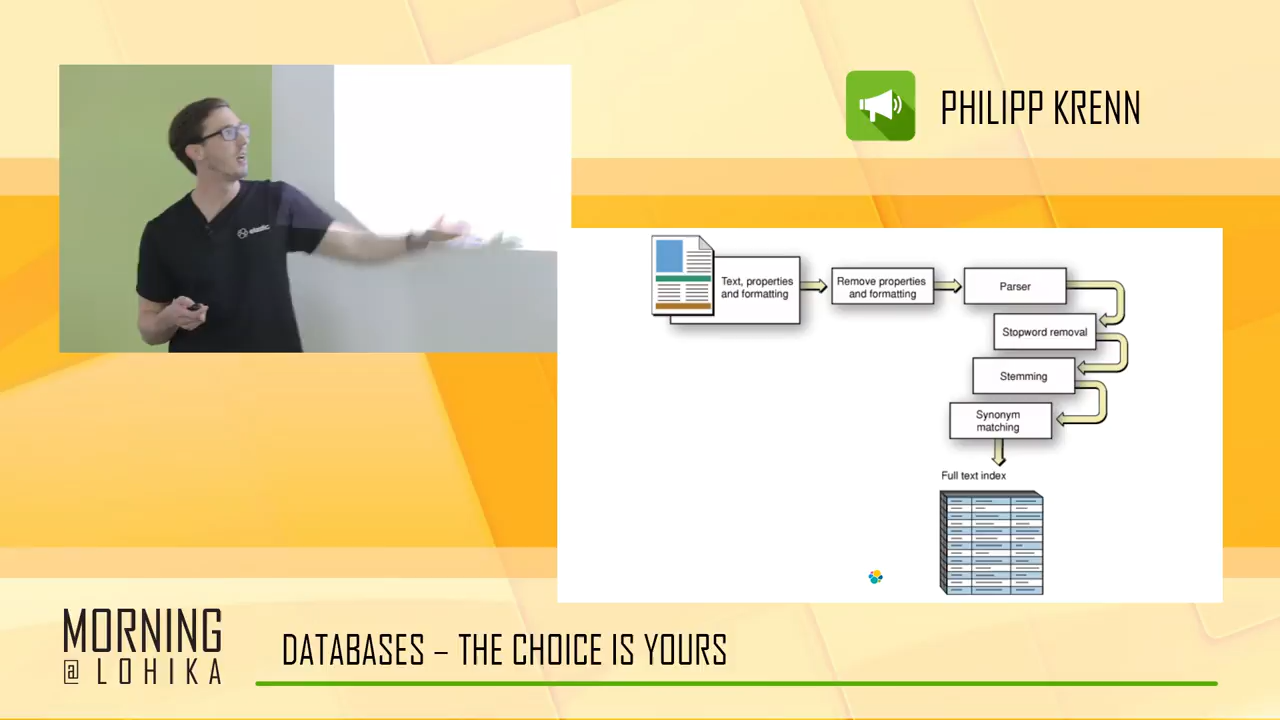 PHILIPP KRENN
elastic
Text, properties
and formatting
Remove properties
and formatting
Parser
Stopword removal
Stemming
Synonym
matching
Full text index
MORNING
@ LOHIKA
DATABASES – THE CHOICE IS YOURS